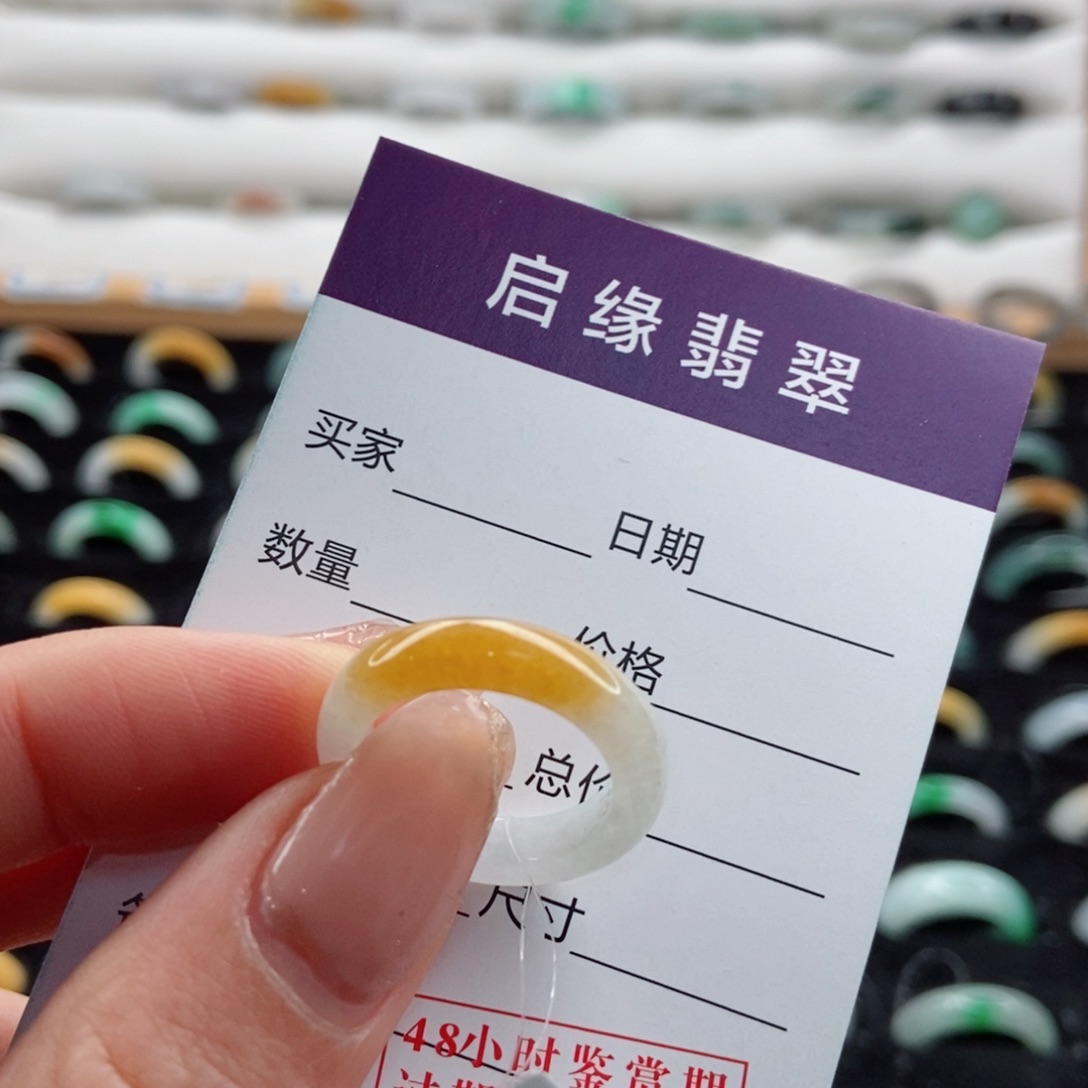 启缘翡翠
买家 日期
数量 价格
总价
尺寸
48小时鉴赏期